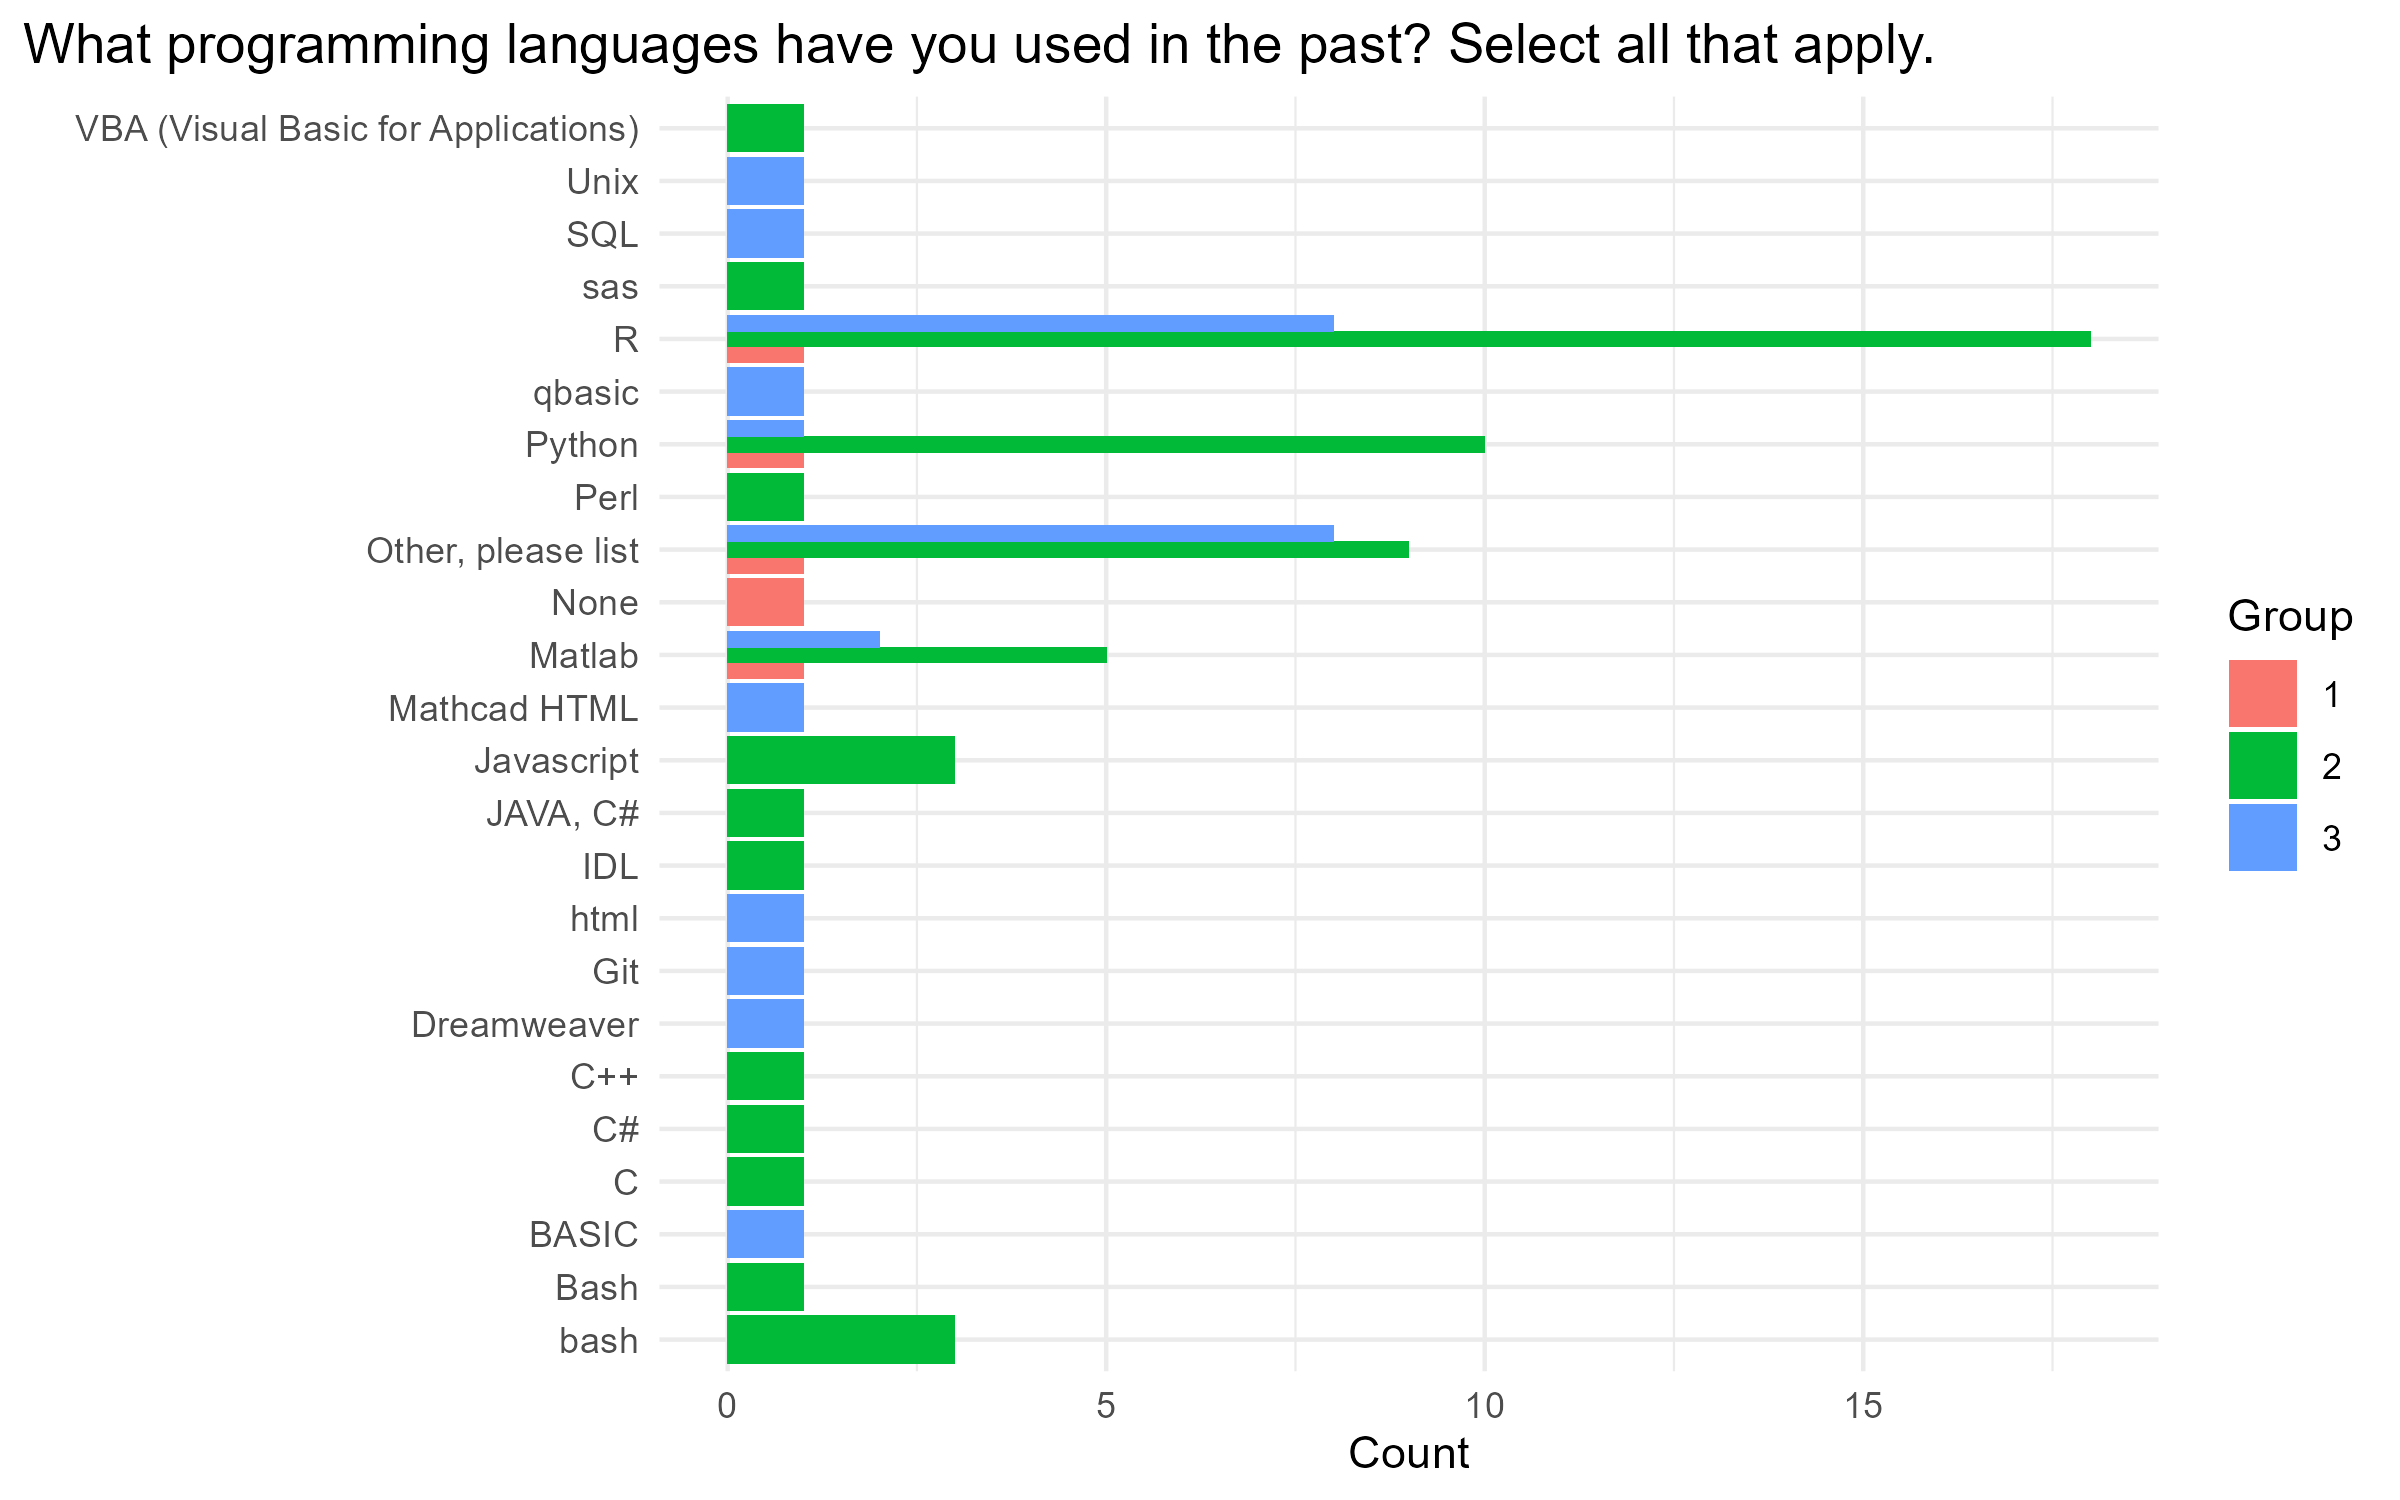 What programming languages have you used in the past? Select all that apply.
VBA (Visual Basic for Applications)
Unix
SQL
sas
R
qbasic
Python
Perl
Other, please list
None
Matlab
Mathcad HTML
Javascript
JAVA, C#
IDL
html
Git
Dreamweaver
C++
C#
C
BASIC
Bash
bash
0 5 10 15
Count
Group
1
2
3